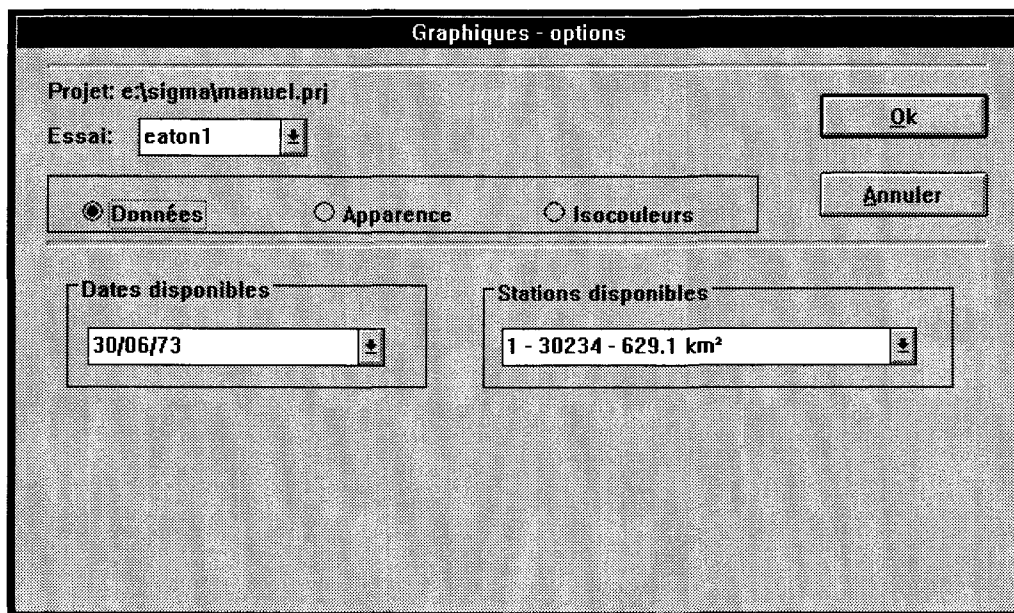 Graphiques - options
Projet: e:\sigma\manuel.prj
Ok
Essai: eaton1
Annuler
Données Apparence Isocouleurs
Dates disponibles
Stations disponibles
30/06/73
1 - 30234 - 629.1 km²